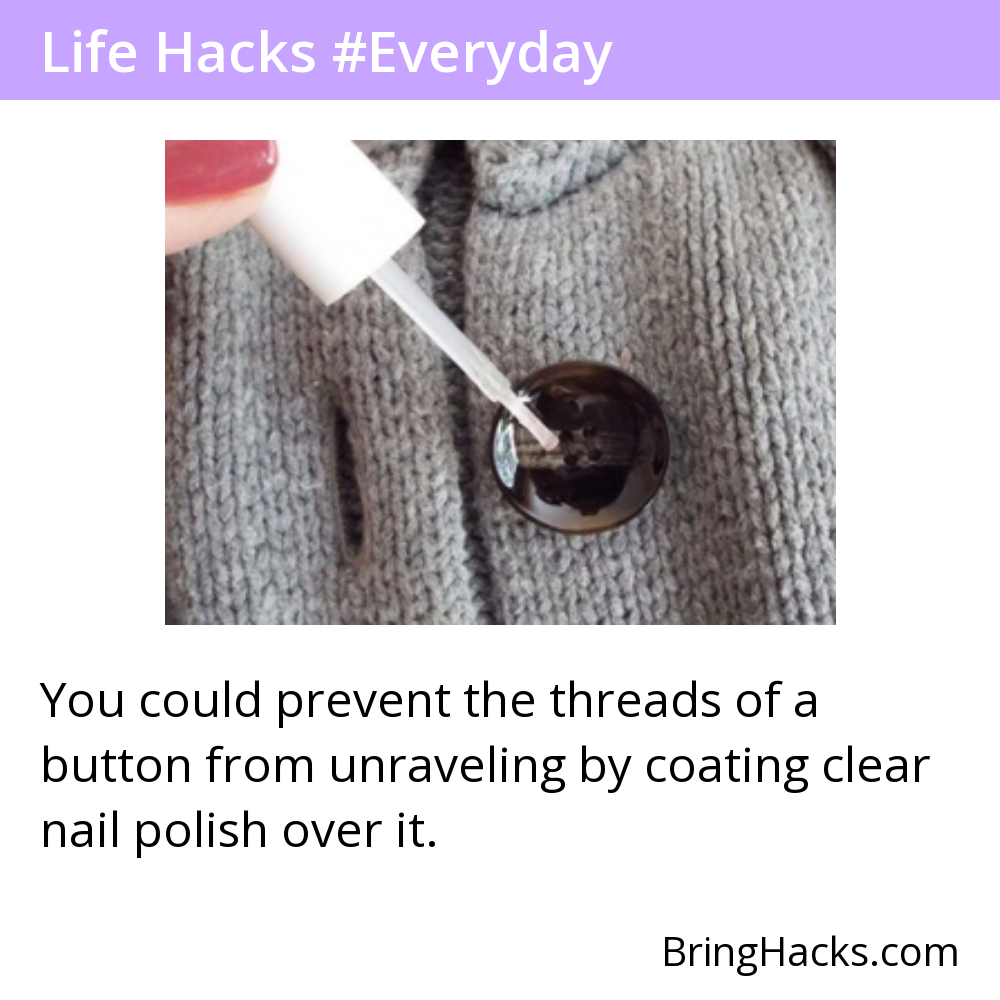 Life Hacks #Everyday
You could prevent the threads of a
button from unraveling by coating clear
nail polish over it.
BringHacks.com